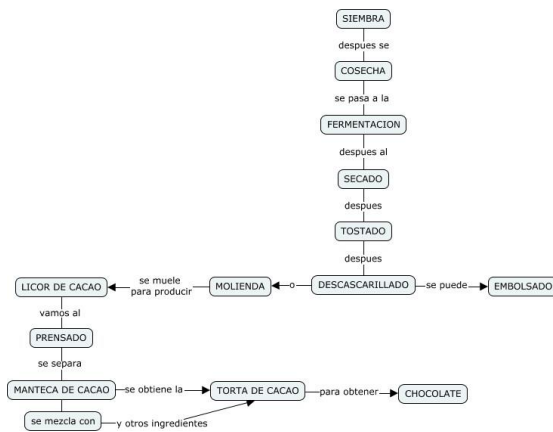 SIEMBRA
despues se
COSECHA
se pasa a la
FERMENTACION
despues al
SECADO
despues
TOSTADO
despues
LICOR DE CACAO
se muele
para producir
MOLIENDA
o
DESCASCARILLADO
se puede
EMBOLSADO
vamos al
PRENSADO
se separa
MANTECA DE CACAO
se obtiene la
TORTA DE CACAO
para obtener
CHOCOLATE
se mezcla con
y otros ingredientes